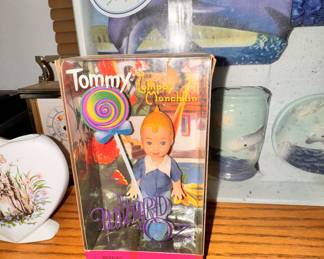 Tommy
Lollipop
Munchkin
THE
WIZARD
OF OZ